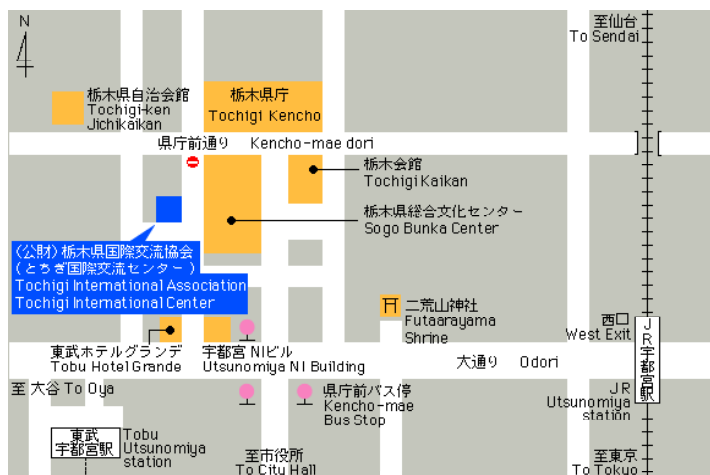 N
至仙台
To Sendai
栃木県自治会館
Tochigi-ken
Jichikaikan
栃木県庁
Tochigi Kencho
県庁前通り Kencho-mae dori
栃木会館
Tochigi Kaikan
栃木県総合文化センター
Sogo Bunka Center
(公財)栃木県国際交流協会
(とちぎ国際交流センター)
Tochigi International Association
Tochigi International Center
二荒山神社
Futaarayama
Shrine
西口
West Exit
JR宇都宮駅
東武ホテルグランデ
Tobu Hotel Grande
宇都宮 NIビル
Utsunomiya NI Building
大通り Odori
至 大谷 To Oya
県庁前バス停
Kencho-mae
Bus Stop
JR
Utsunomiya
station
東武
宇都宮駅
Tobu
Utsunomiya
station
至市役所
To City Hall
至東京
To Tokyo